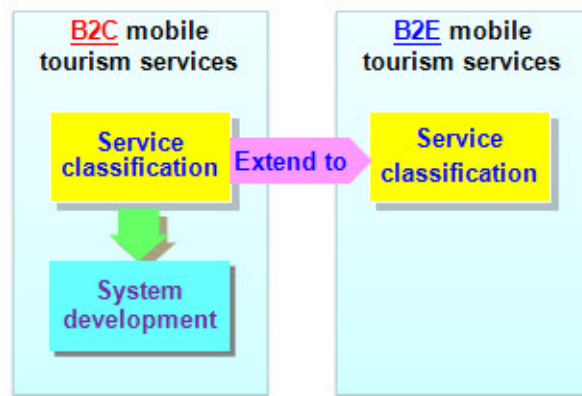 B2C mobile
tourism services
Service
classification
Extend to
System
development
B2E mobile
tourism services
Service
classification